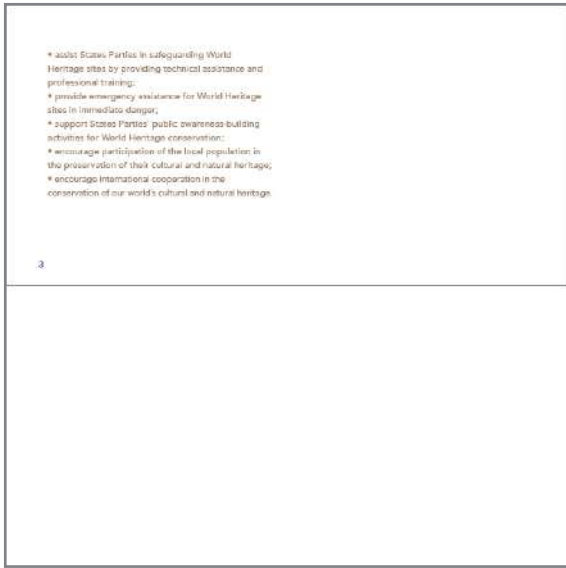 • assist States Parties in safeguarding World
Heritage sites by providing technical assistance and
professional training;
• provide emergency assistance for World Heritage
sites in immediate danger;
• support States Parties' public awareness-building
activities for World Heritage conservation;
• encourage participation of the local population in
the preservation of their cultural and natural heritage;
• encourage international cooperation in the
conservation of our world's cultural and natural heritage.
3